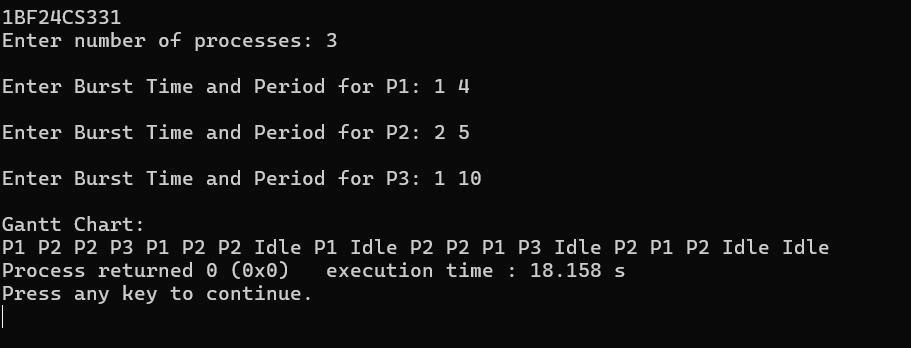 1BF24CS331
Enter number of processes: 3
Enter Burst Time and Period for P1: 1 4
Enter Burst Time and Period for P2: 2 5
Enter Burst Time and Period for P3: 1 10
Gantt Chart:
P1 P2 P2 P3 P1 P2 P2 Idle P1 Idle P2 P2 P1 P3 Idle P2 P1 P2 Idle Idle
Process returned 0 (0x0)   execution time : 18.158 s
Press any key to continue.